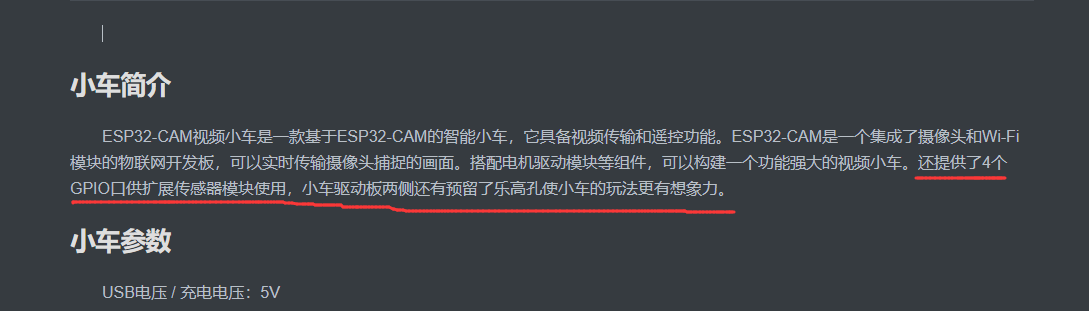 小车简介
ESP32-CAM视频小车是一款基于ESP32-CAM的智能小车，它具备视频传输和遥控功能。ESP32-CAM是一个集成了摄像头和Wi-Fi
模块的物联网开发板，可以实时传输摄像头捕捉的画面。搭配电机驱动模块等组件，可以构建一个功能强大的视频小车。还提供了4个
GPIO口供扩展传感器模块使用，小车驱动板两侧还有预留了乐高孔使小车的玩法更有想象力。
小车参数
USB电压 / 充电电压：5V